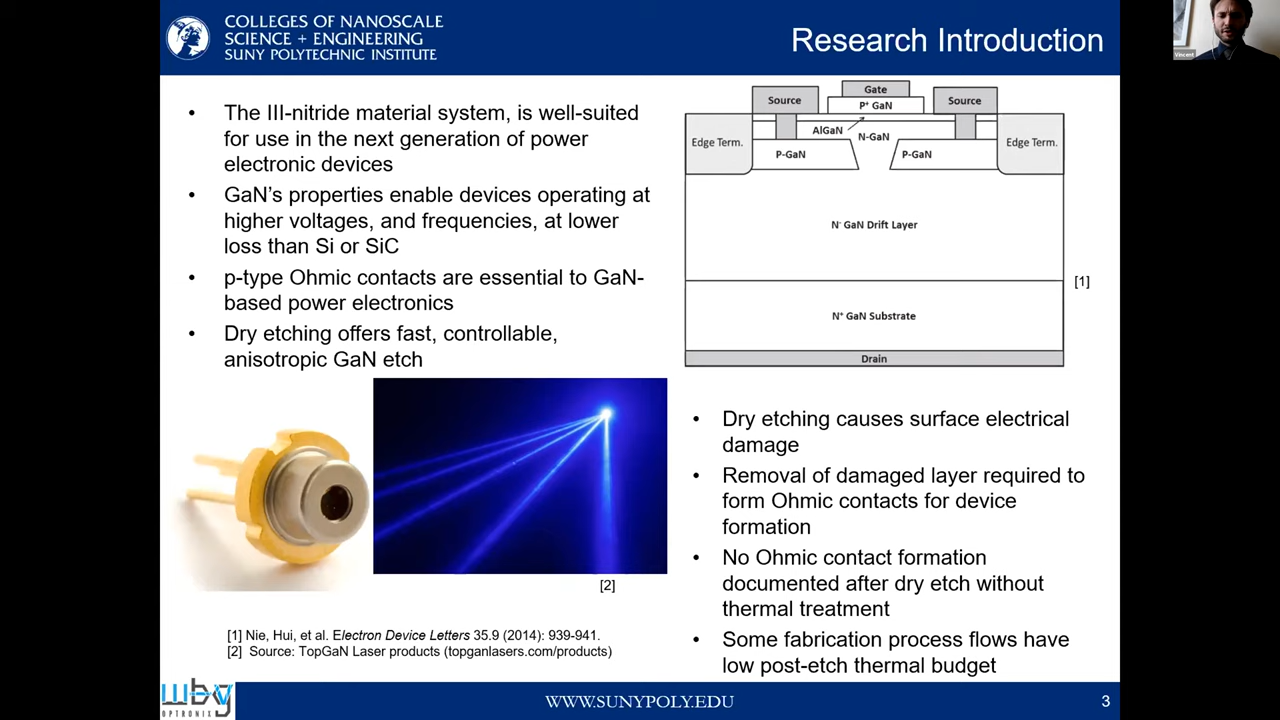 COLLEGES OF NANOSCALE
SCIENCE + ENGINEERING
SUNY POLYTECHNIC INSTITUTE
Research Introduction
Vincent
• The III-nitride material system, is well-suited
for use in the next generation of power
electronic devices
• GaN's properties enable devices operating at
higher voltages, and frequencies, at lower
loss than Si or SiC
• p-type Ohmic contacts are essential to GaN-
based power electronics
• Dry etching offers fast, controllable,
anisotropic GaN etch
Gate
Source
P⁺ GaN
Source
AlGaN
N-GaN
Edge Term.
Edge Term.
P-GaN
P-GaN
N⁻ GaN Drift Layer
[1]
N⁺ GaN Substrate
Drain
[2]
• Dry etching causes surface electrical
damage
• Removal of damaged layer required to
form Ohmic contacts for device
formation
• No Ohmic contact formation
documented after dry etch without
thermal treatment
• Some fabrication process flows have
low post-etch thermal budget
[1] Nie, Hui, et al. Electron Device Letters 35.9 (2014): 939-941.
[2] Source: TopGaN Laser products (topganlasers.com/products)
wbg
OPTRONIX
WWW.SUNYPOLY.EDU
3